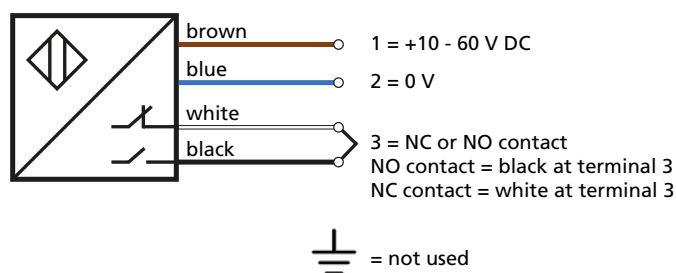 brown
1 = +10 - 60 V DC
blue
2 = 0 V
white
black
3 = NC or NO contact
NO contact = black at terminal 3
NC contact = white at terminal 3
= not used